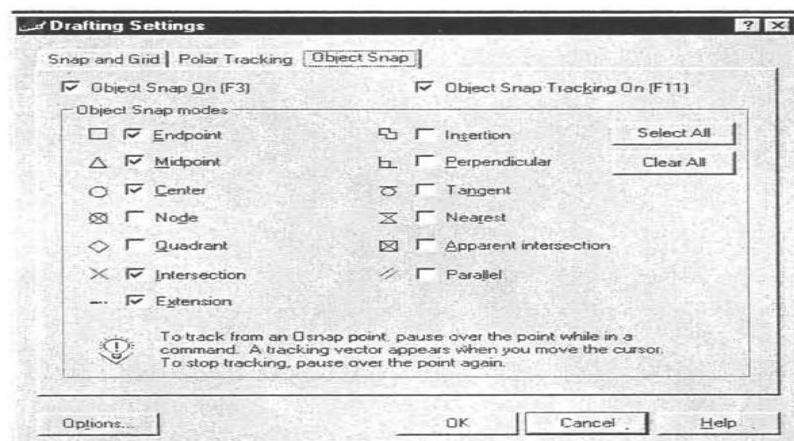 Drafting Settings
Snap and Grid Polar Tracking Object Snap
Object Snap On (F3) Object Snap Tracking On (F11)
Object Snap modes
Endpoint Insertion Select All
Midpoint Perpendicular Clear All
Center Tangent
Node Nearest
Quadrant Apparent intersection
Intersection Parallel
Extension
To track from an Osnap point, pause over the point while in a
command. A tracking vector appears when you move the cursor.
To stop tracking, pause over the point again.
Options... OK Cancel Help